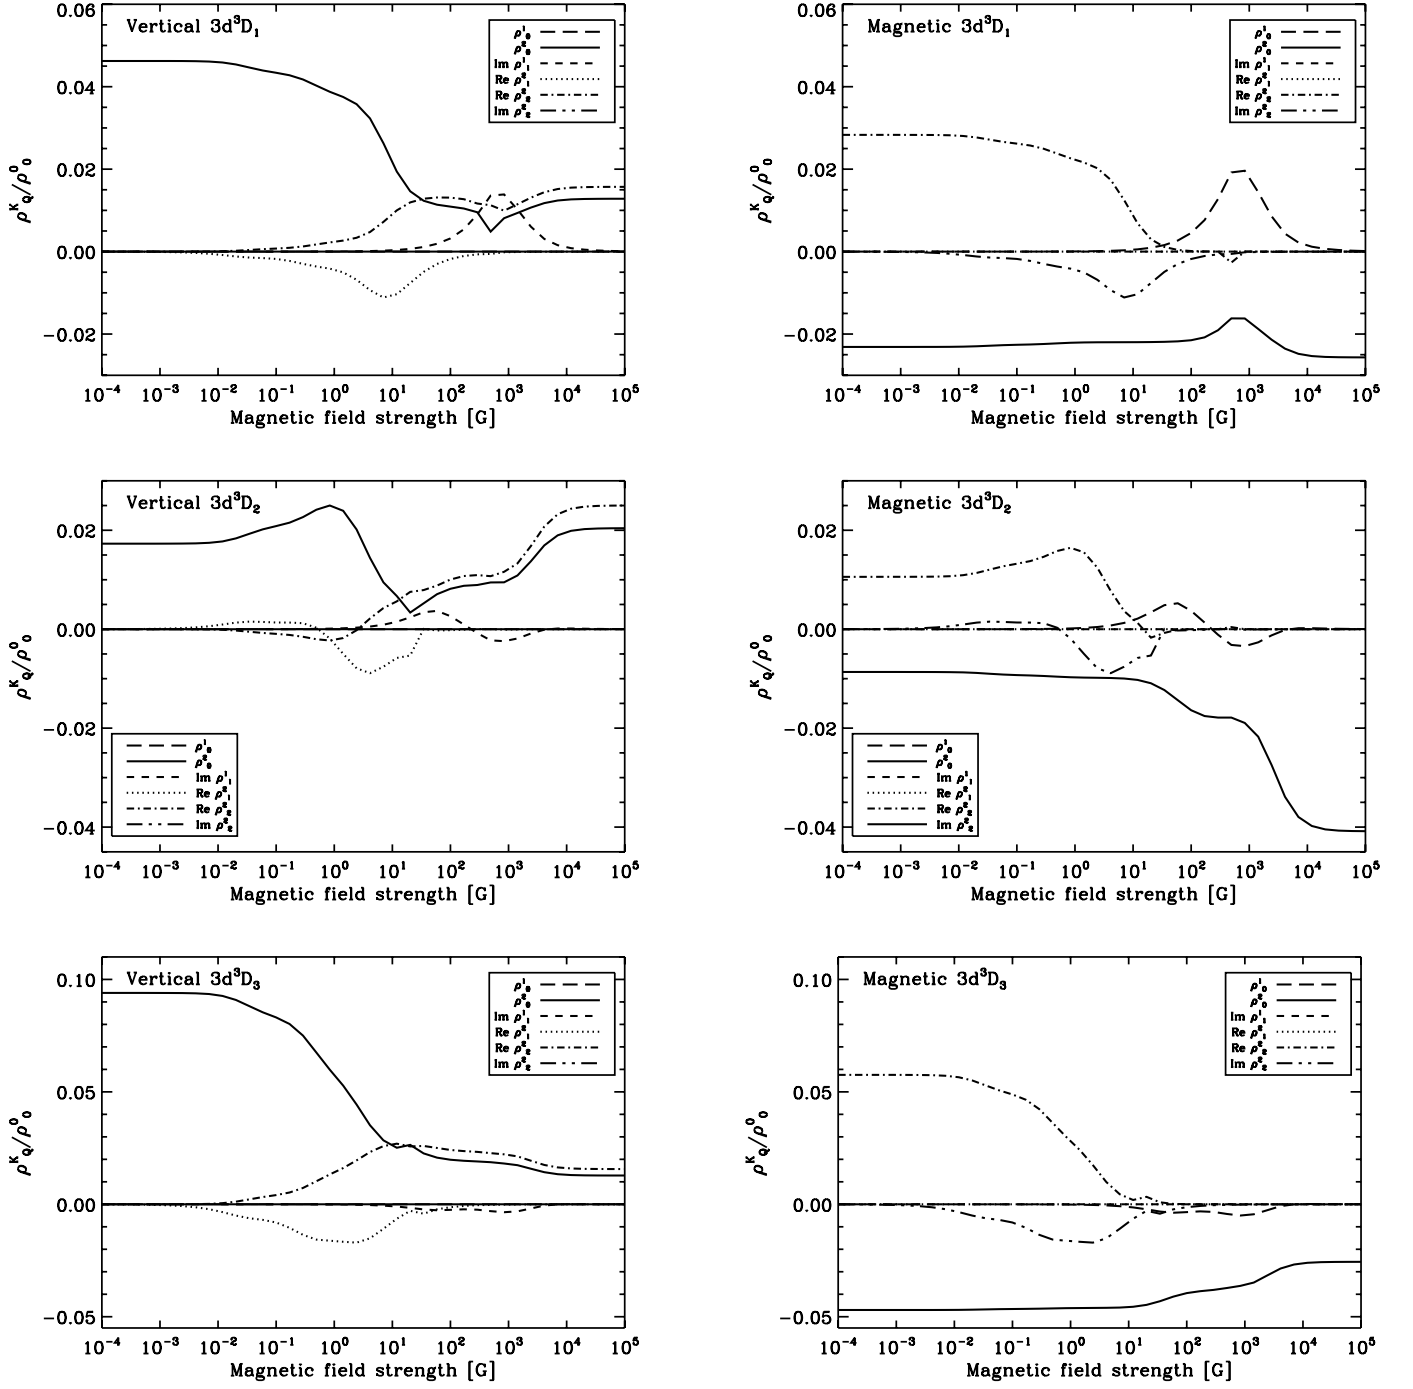 Vertical 3d³D₁
ρ¹₀
ρ²₀
Im ρ¹₁
Re ρ²₁
Re ρ²₂
Im ρ²₂
0.06
0.04
0.02
0.00
−0.02
ρᴷ_Q/ρ⁰₀
10⁻⁴ 10⁻³ 10⁻² 10⁻¹ 10⁰ 10¹ 10² 10³ 10⁴ 10⁵
Magnetic field strength [G]
Magnetic 3d³D₁
ρ¹₀
ρ²₀
Im ρ¹₁
Re ρ²₁
Re ρ²₂
Im ρ²₂
0.06
0.04
0.02
0.00
−0.02
ρᴷ_Q/ρ⁰₀
10⁻⁴ 10⁻³ 10⁻² 10⁻¹ 10⁰ 10¹ 10² 10³ 10⁴ 10⁵
Magnetic field strength [G]
Vertical 3d³D₂
0.02
0.00
−0.02
−0.04
ρᴷ_Q/ρ⁰₀
ρ¹₀
ρ²₀
Im ρ¹₁
Re ρ²₁
Re ρ²₂
Im ρ²₂
10⁻⁴ 10⁻³ 10⁻² 10⁻¹ 10⁰ 10¹ 10² 10³ 10⁴ 10⁵
Magnetic field strength [G]
Magnetic 3d³D₂
0.02
0.00
−0.02
−0.04
ρᴷ_Q/ρ⁰₀
ρ¹₀
ρ²₀
Im ρ¹₁
Re ρ²₁
Re ρ²₂
Im ρ²₂
10⁻⁴ 10⁻³ 10⁻² 10⁻¹ 10⁰ 10¹ 10² 10³ 10⁴ 10⁵
Magnetic field strength [G]
Vertical 3d³D₃
ρ¹₀
ρ²₀
Im ρ¹₁
Re ρ²₁
Re ρ²₂
Im ρ²₂
0.10
0.05
0.00
−0.05
ρᴷ_Q/ρ⁰₀
10⁻⁴ 10⁻³ 10⁻² 10⁻¹ 10⁰ 10¹ 10² 10³ 10⁴ 10⁵
Magnetic field strength [G]
Magnetic 3d³D₃
ρ¹₀
ρ²₀
Im ρ¹₁
Re ρ²₁
Re ρ²₂
Im ρ²₂
0.10
0.05
0.00
−0.05
ρᴷ_Q/ρ⁰₀
10⁻⁴ 10⁻³ 10⁻² 10⁻¹ 10⁰ 10¹ 10² 10³ 10⁴ 10⁵
Magnetic field strength [G]